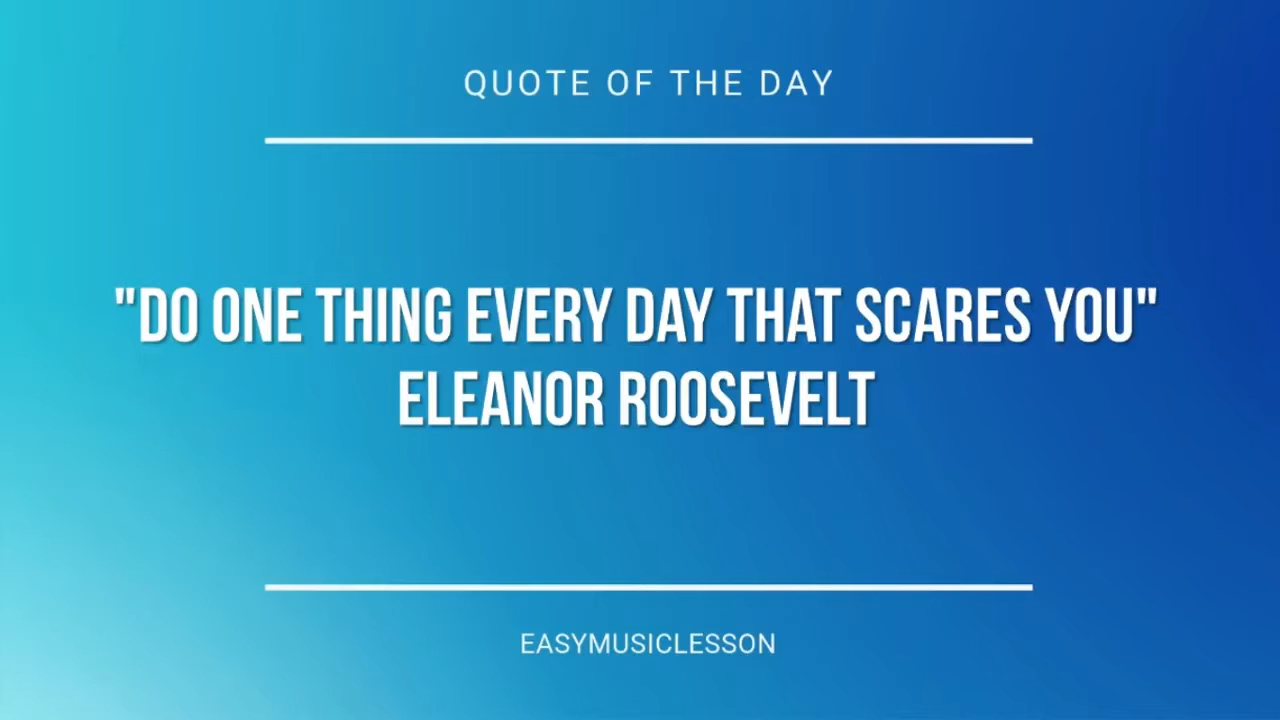 QUOTE OF THE DAY
"DO ONE THING EVERY DAY THAT SCARES YOU"
ELEANOR ROOSEVELT
EASYMUSICLESSON